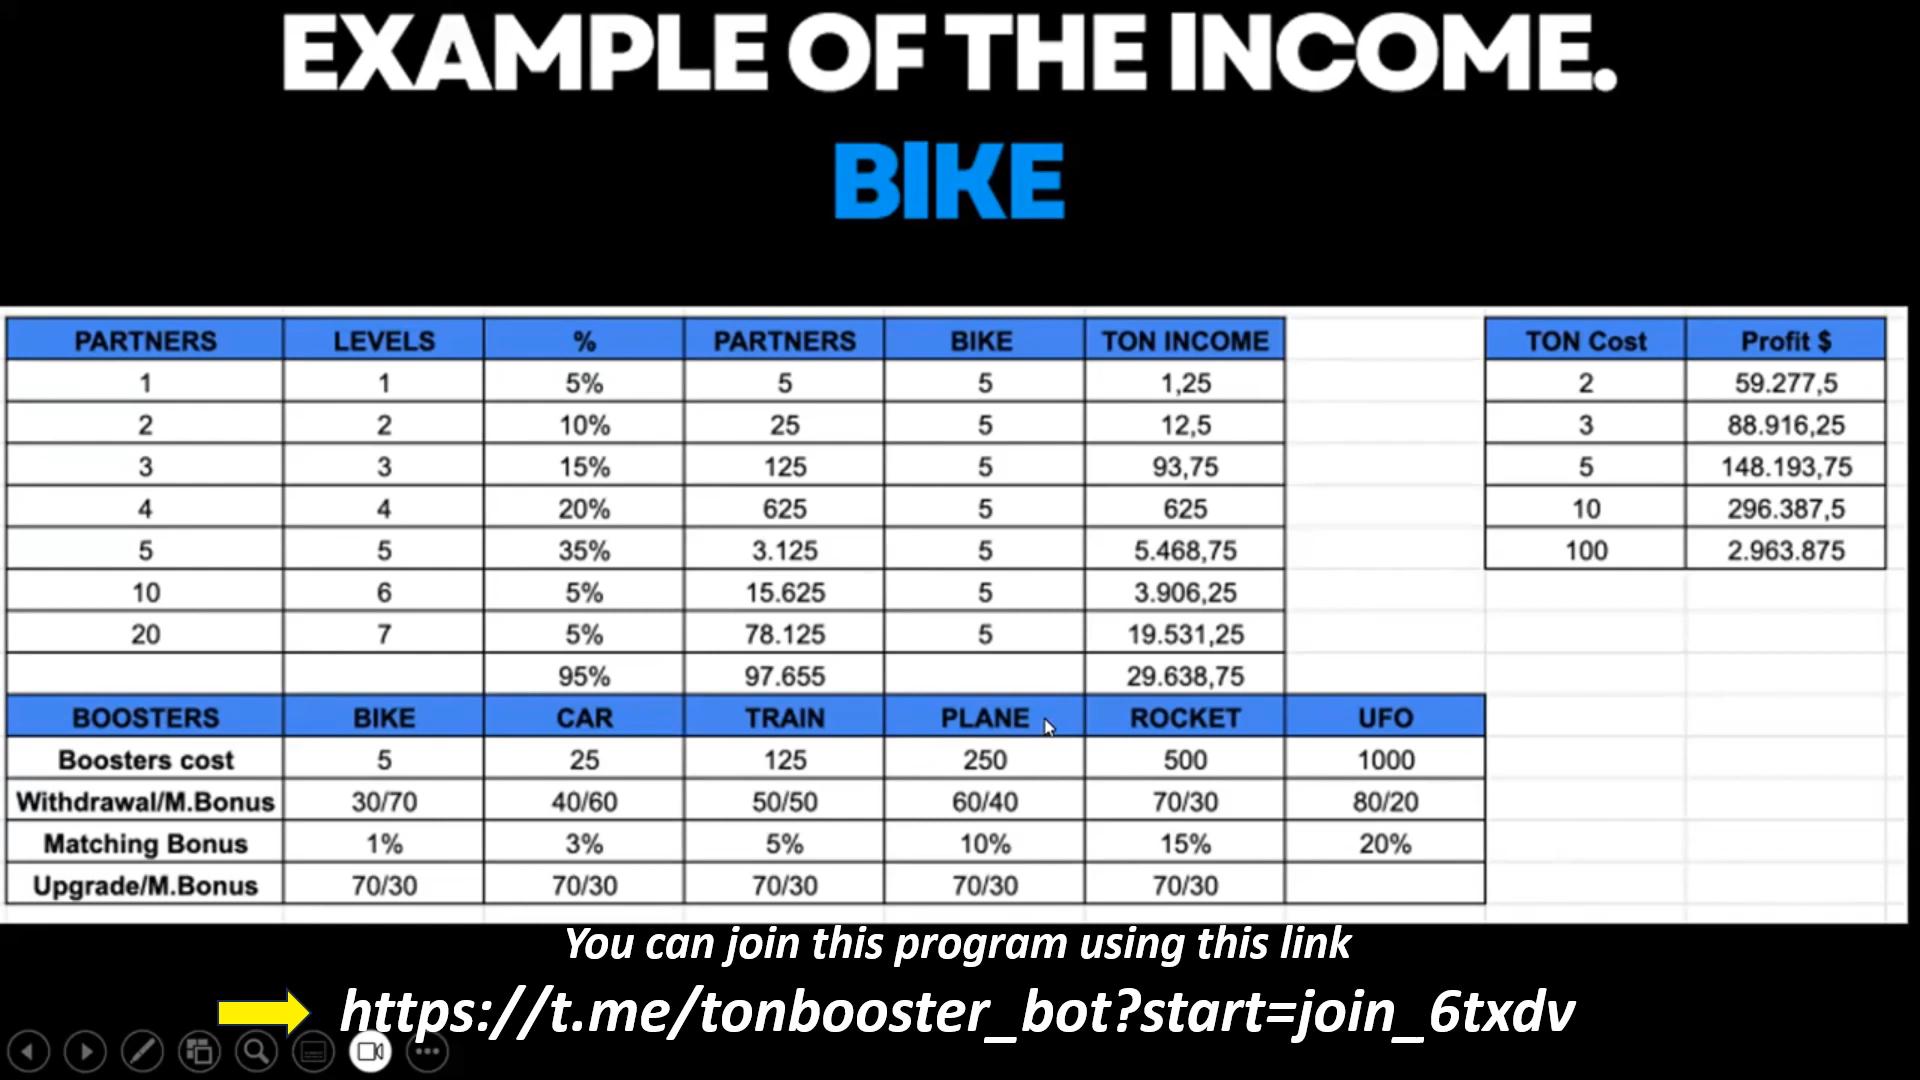 EXAMPLE OF THE INCOME.
BIKE
PARTNERS LEVELS % PARTNERS BIKE TON INCOME TON Cost Profit $
1 1 5% 5 5 1,25 2 59.277,5
2 2 10% 25 5 12,5 3 88.916,25
3 3 15% 125 5 93,75 5 148.193,75
4 4 20% 625 5 625 10 296.387,5
5 5 35% 3.125 5 5.468,75 100 2.963.875
10 6 5% 15.625 5 3.906,25
20 7 5% 78.125 5 19.531,25
95% 97.655 29.638,75
BOOSTERS BIKE CAR TRAIN PLANE ROCKET UFO
Boosters cost 5 25 125 250 500 1000
Withdrawal/M.Bonus 30/70 40/60 50/50 60/40 70/30 80/20
Matching Bonus 1% 3% 5% 10% 15% 20%
Upgrade/M.Bonus 70/30 70/30 70/30 70/30 70/30
You can join this program using this link
https://t.me/tonbooster_bot?start=join_6txdv